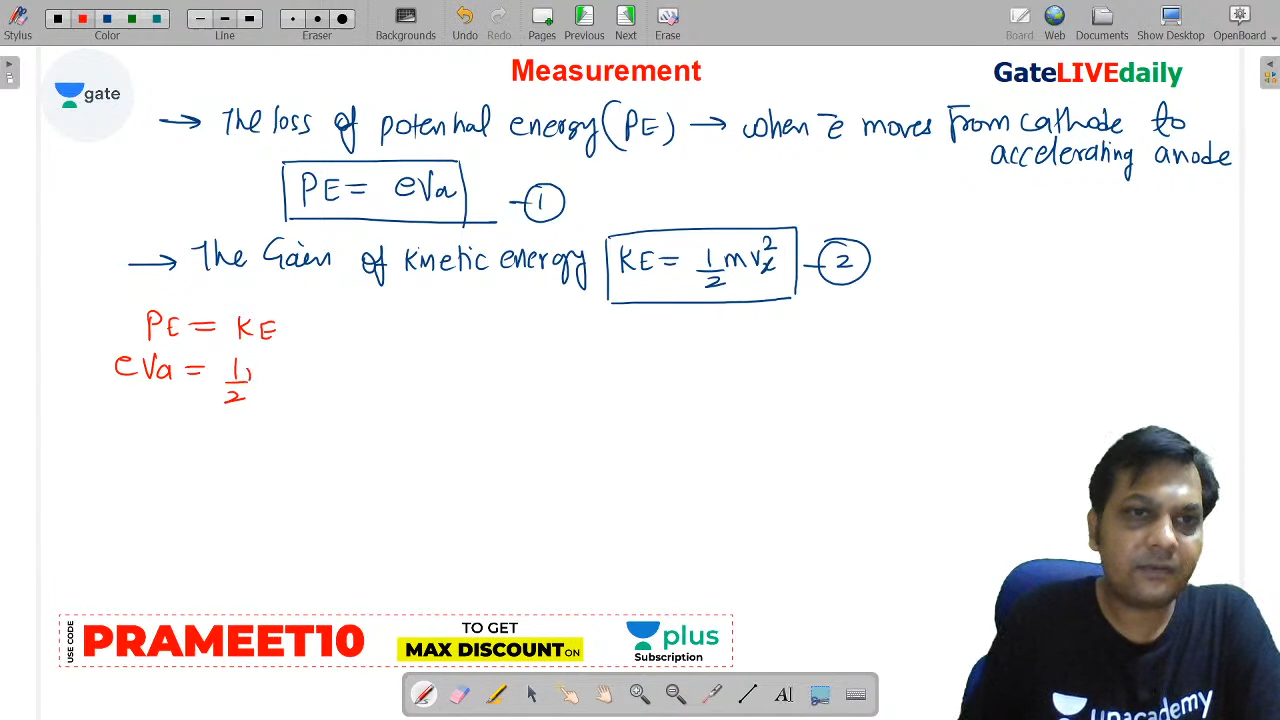 Stylus Color Line Eraser Backgrounds Undo Redo Pages Previous Next Erase Board Web Documents Show Desktop OpenBoard
gate
Measurement
GateLIVEdaily
→ The loss of potential energy (PE) → when e̅ moves from cathode to
accelerating anode
PE = eVa —①
→ The Gain of kinetic energy KE = 1/2 mvx² —②
PE = KE
eVa = 1/2
USE CODE
PRAMEET10
TO GET
MAX DISCOUNT ON
plus
Subscription
unacademy